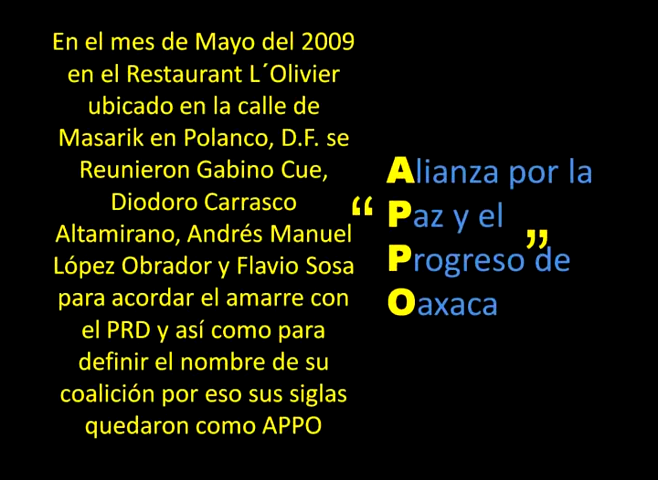 En el mes de Mayo del 2009
en el Restaurant L´Olivier
ubicado en la calle de
Masarik en Polanco, D.F. se
Reunieron Gabino Cue,
Diodoro Carrasco
Altamirano, Andrés Manuel
López Obrador y Flavio Sosa
para acordar el amarre con
el PRD y así como para
definir el nombre de su
coalición por eso sus siglas
quedaron como APPO
“ Alianza por la
Paz y el
Progreso ” de
Oaxaca